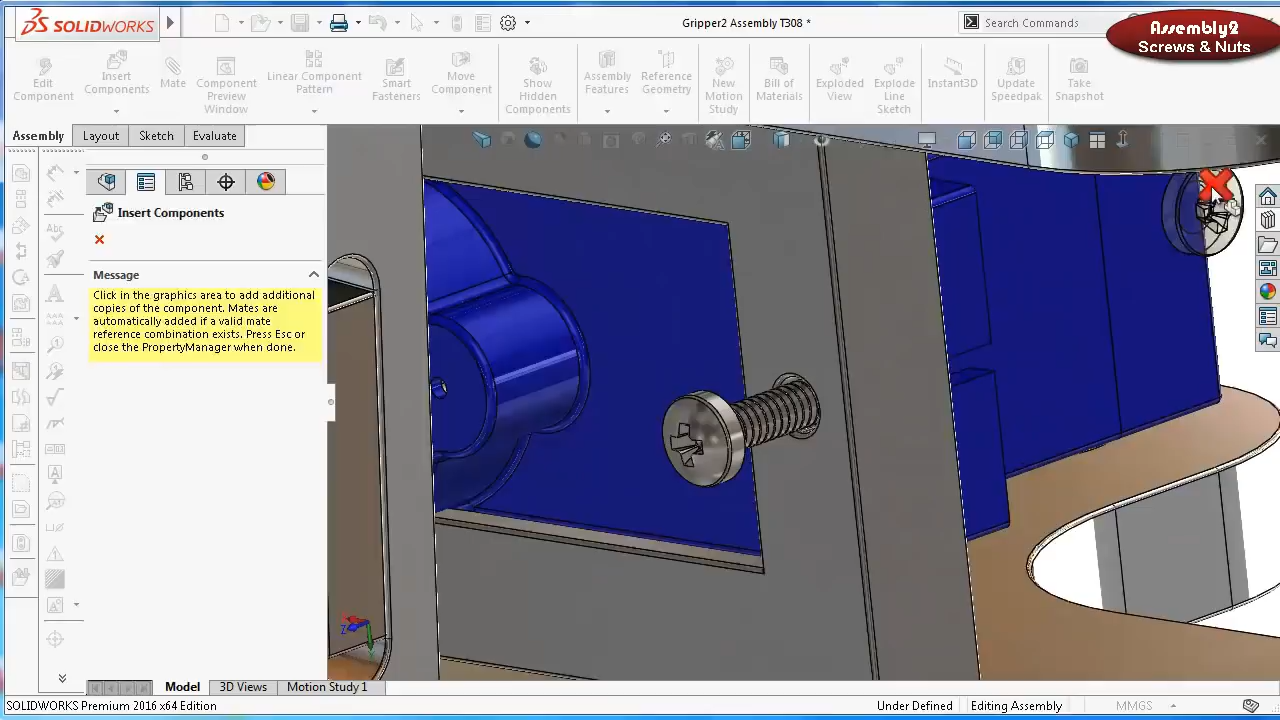 SOLIDWORKS
Gripper2 Assembly T308 *
Search Commands
Assembly2
Screws & Nuts
Edit Component
Insert Components
Mate
Component Preview Window
Linear Component Pattern
Smart Fasteners
Move Component
Show Hidden Components
Assembly Features
Reference Geometry
New Motion Study
Bill of Materials
Exploded View
Explode Line Sketch
Instant3D
Update Speedpak
Take Snapshot
Assembly
Layout
Sketch
Evaluate
Insert Components
Message
Click in the graphics area to add additional
copies of the component. Mates are
automatically added if a valid mate
reference combination exists. Press Esc or
close the PropertyManager when done.
Z
Model
3D Views
Motion Study 1
SOLIDWORKS Premium 2016 x64 Edition
Under Defined
Editing Assembly
MMGS